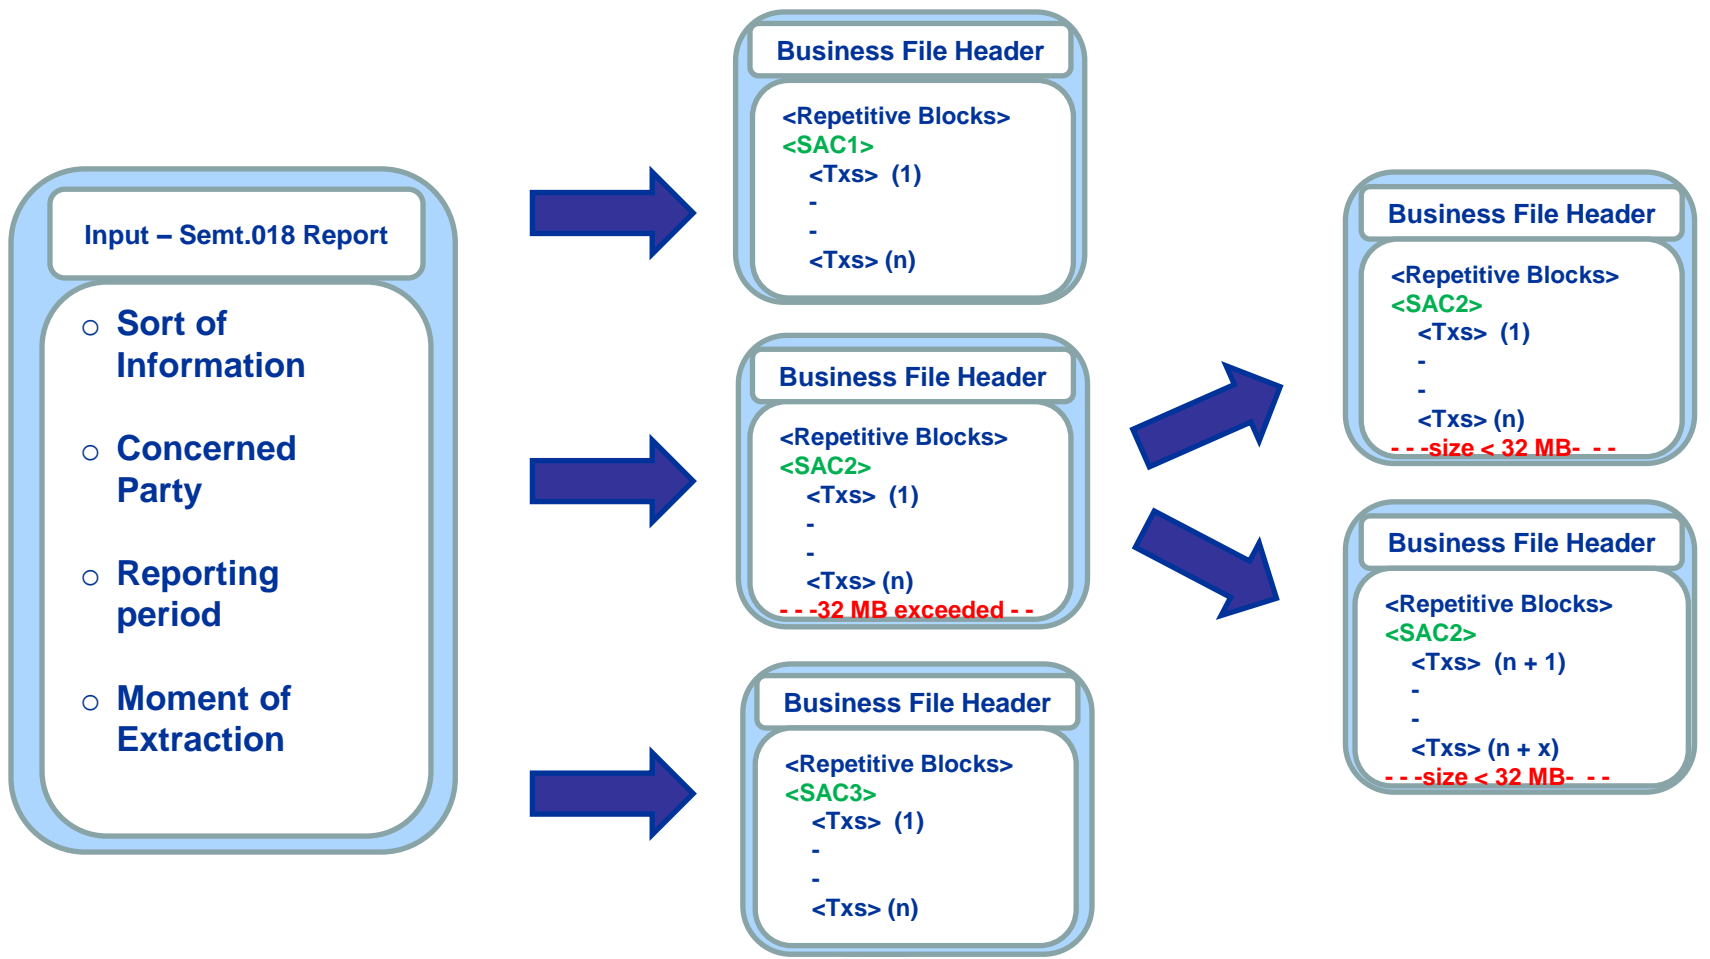 Input – Semt.018 Report
o Sort of
Information
o Concerned
Party
o Reporting
period
o Moment of
Extraction
Business File Header
<Repetitive Blocks>
<SAC1>
<Txs> (1)
-
-
<Txs> (n)
Business File Header
<Repetitive Blocks>
<SAC2>
<Txs> (1)
-
-
<Txs> (n)
- - -32 MB exceeded - -
Business File Header
<Repetitive Blocks>
<SAC3>
<Txs> (1)
-
-
<Txs> (n)
Business File Header
<Repetitive Blocks>
<SAC2>
<Txs> (1)
-
-
<Txs> (n)
- - -size < 32 MB- - -
Business File Header
<Repetitive Blocks>
<SAC2>
<Txs> (n + 1)
-
-
<Txs> (n + x)
- - -size < 32 MB- - -